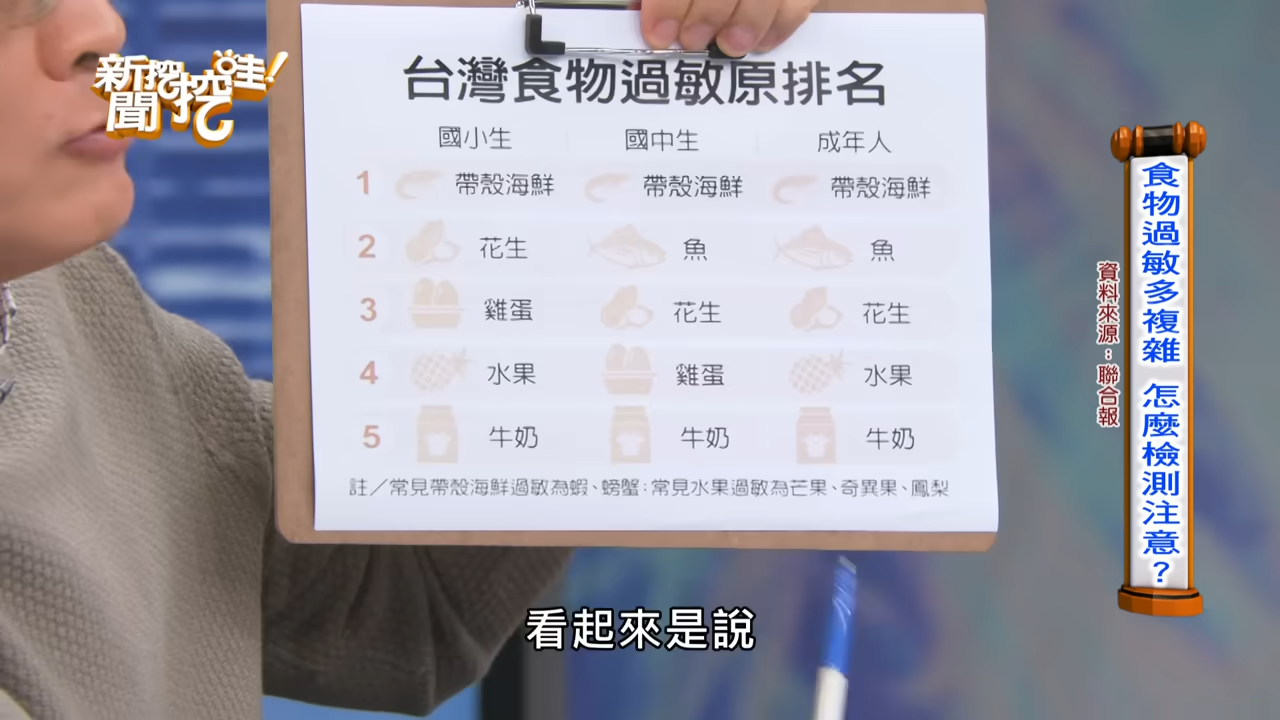 新聞挖挖哇!
台灣食物過敏原排名
國小生 國中生 成年人
1 帶殼海鮮 帶殼海鮮 帶殼海鮮
2 花生 魚 魚
3 雞蛋 花生 花生
4 水果 雞蛋 水果
5 牛奶 牛奶 牛奶
註／常見帶殼海鮮過敏為蝦、螃蟹；常見水果過敏為芒果、奇異果、鳳梨
食物過敏多複雜 怎麼檢測注意？
資料來源：聯合報
看起來是說